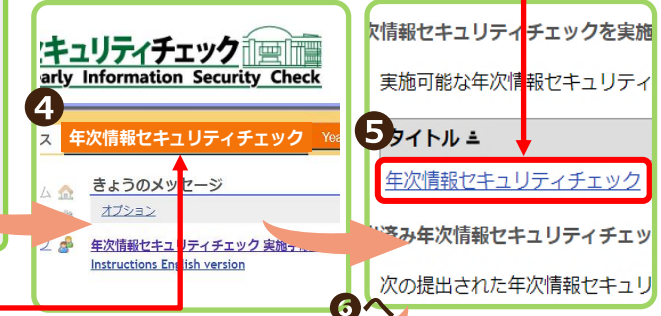 キュリティチェック
arly Information Security Check
④
ス 年次情報セキュリティチェック Yea
きょうのメッセージ
オプション
年次情報セキュリティチェック 実施手
Instructions English version
次情報セキュリティチェックを実施
実施可能な年次情報セキュリティ
⑤
タイトル
年次情報セキュリティチェック
済み年次情報セキュリティチェッ
次の提出された年次情報セキュリ
⑥へ